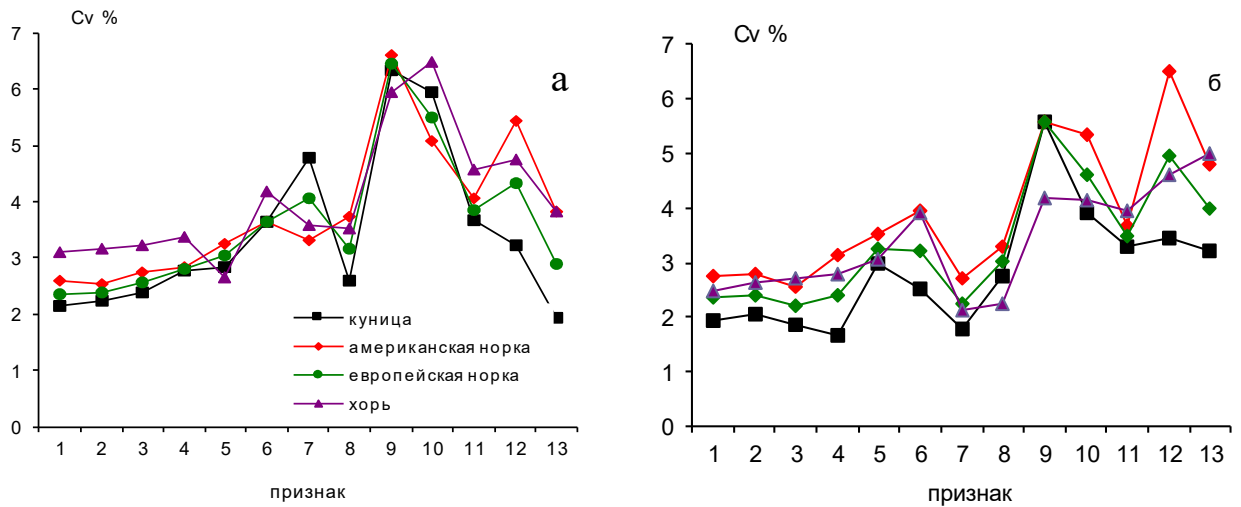 Cv %
а
7
6
5
4
3
2
1
0
куница
американская норка
европейская норка
хорь
1 2 3 4 5 6 7 8 9 10 11 12 13
признак
Cv %
б
7
6
5
4
3
2
1
0
1 2 3 4 5 6 7 8 9 10 11 12 13
признак